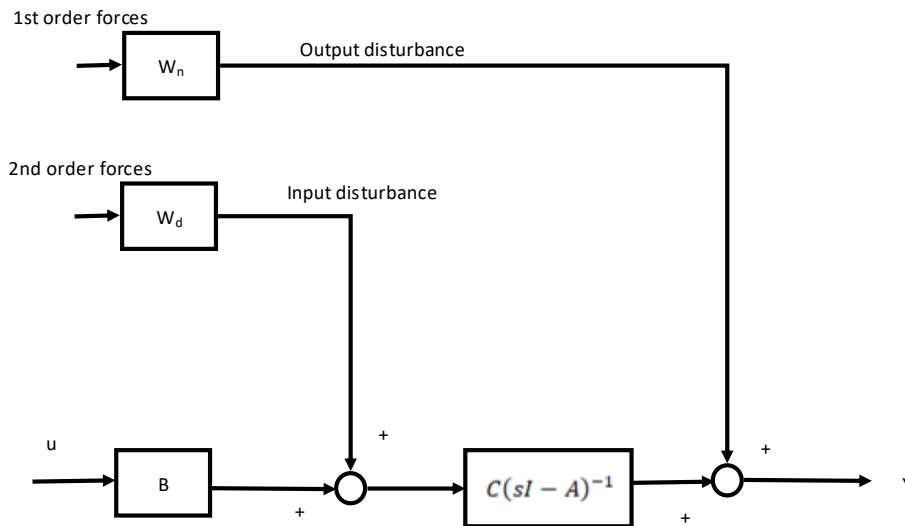 1st order forces
Output disturbance
Wn
2nd order forces
Input disturbance
Wd
+
+
u
B
C(sI − A)⁻¹
+
+